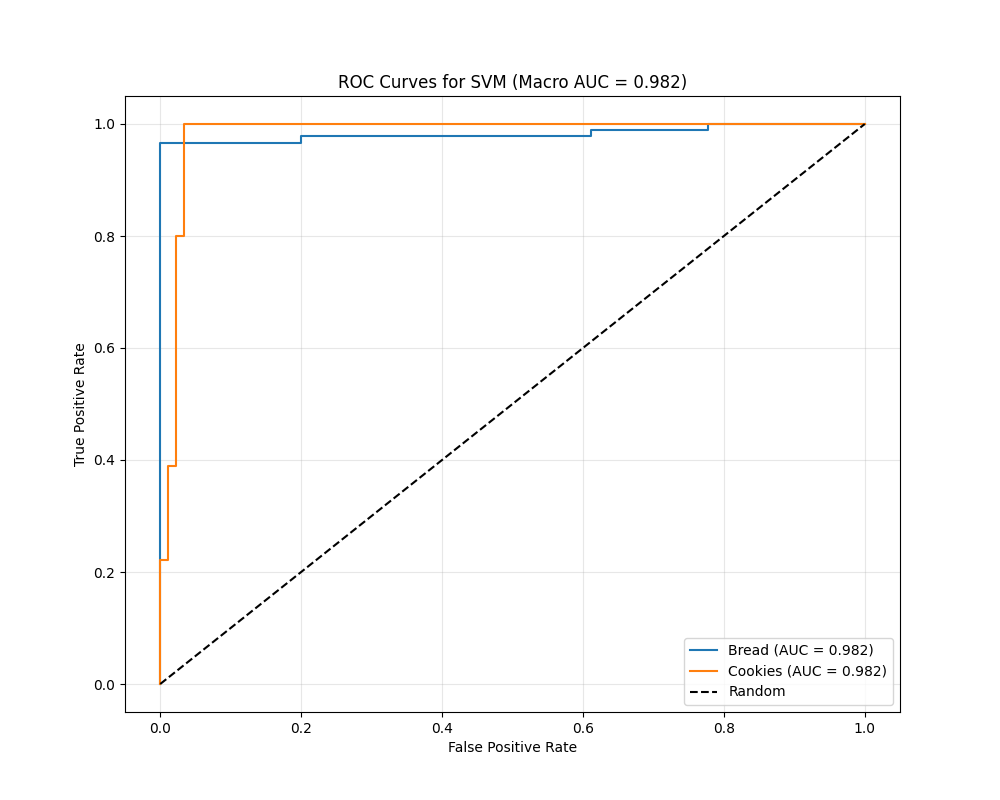 ROC Curves for SVM (Macro AUC = 0.982)
True Positive Rate
1.0
0.8
0.6
0.4
0.2
0.0
Bread (AUC = 0.982)
Cookies (AUC = 0.982)
Random
0.0 0.2 0.4 0.6 0.8 1.0
False Positive Rate